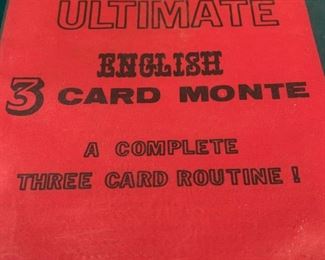 ULTIMATE
ENGLISH
3 CARD MONTE
A COMPLETE
THREE CARD ROUTINE !